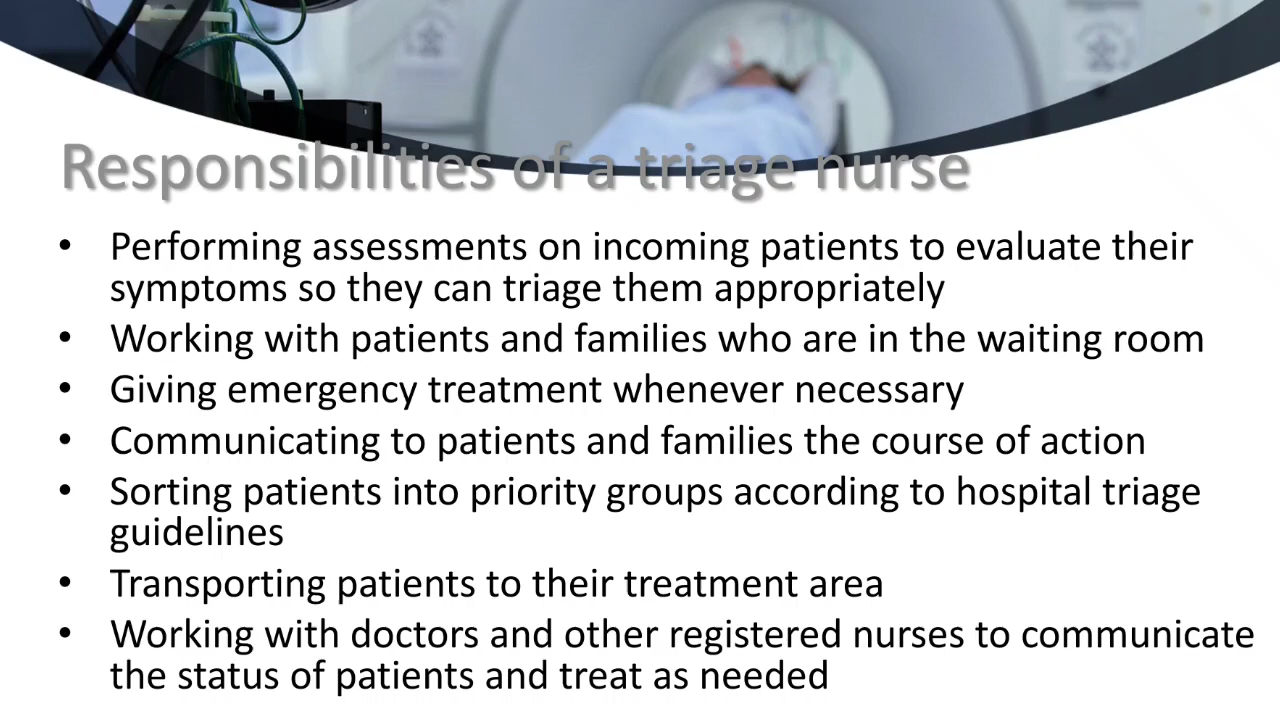 Responsibilities of a triage nurse
• Performing assessments on incoming patients to evaluate their
symptoms so they can triage them appropriately
• Working with patients and families who are in the waiting room
• Giving emergency treatment whenever necessary
• Communicating to patients and families the course of action
• Sorting patients into priority groups according to hospital triage
guidelines
• Transporting patients to their treatment area
• Working with doctors and other registered nurses to communicate
the status of patients and treat as needed